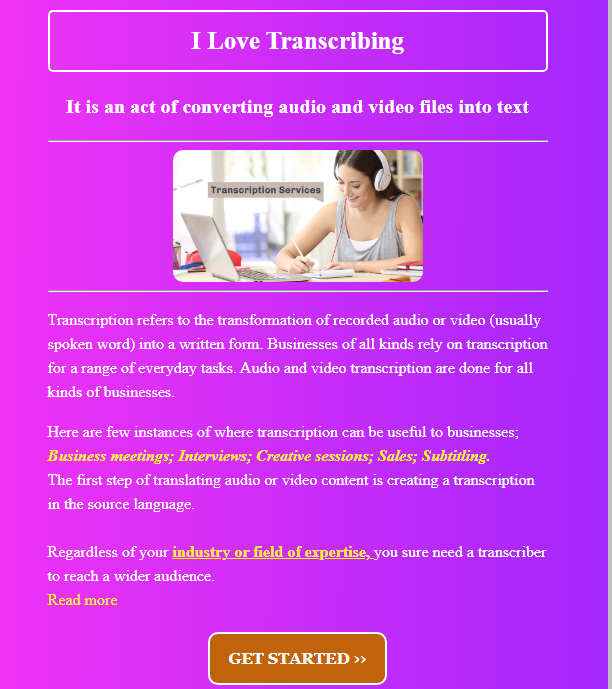 I Love Transcribing
It is an act of converting audio and video files into text
Transcription Services
Transcription refers to the transformation of recorded audio or video (usually
spoken word) into a written form. Businesses of all kinds rely on transcription
for a range of everyday tasks. Audio and video transcription are done for all
kinds of businesses.
Here are few instances of where transcription can be useful to businesses;
Business meetings; Interviews; Creative sessions; Sales; Subtitling.
The first step of translating audio or video content is creating a transcription
in the source language.
Regardless of your industry or field of expertise, you sure need a transcriber
to reach a wider audience.
Read more
GET STARTED >>